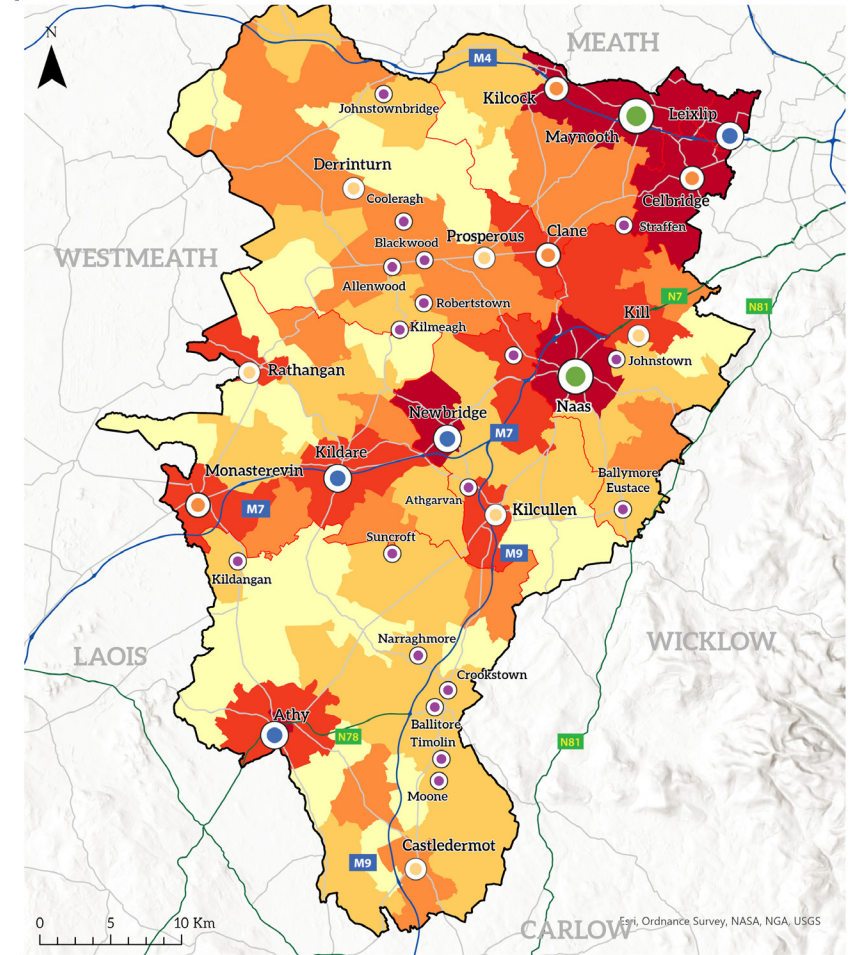 N
MEATH
M4
Kilcock
Johnstownbridge
Leixlip
Maynooth
Derrinturn
Celbridge
Cooleragh
Straffen
Blackwood
Prosperous
Clane
WESTMEATH
Allenwood
N7
N81
Robertstown
Kill
Kilmeagh
Johnstown
Rathangan
Naas
Newbridge
M7
Kildare
Monasterevin
Ballymore
Eustace
Athgarvan
M7
Kilcullen
Suncroft
M9
Kildangan
Narraghmore
WICKLOW
LAOIS
Crookstown
Athy
Ballitore
N78
Timolin
N81
Moone
Castledermot
M9
0 5 10 Km
Esri, Ordnance Survey, NASA, NGA, USGS
CARLOW